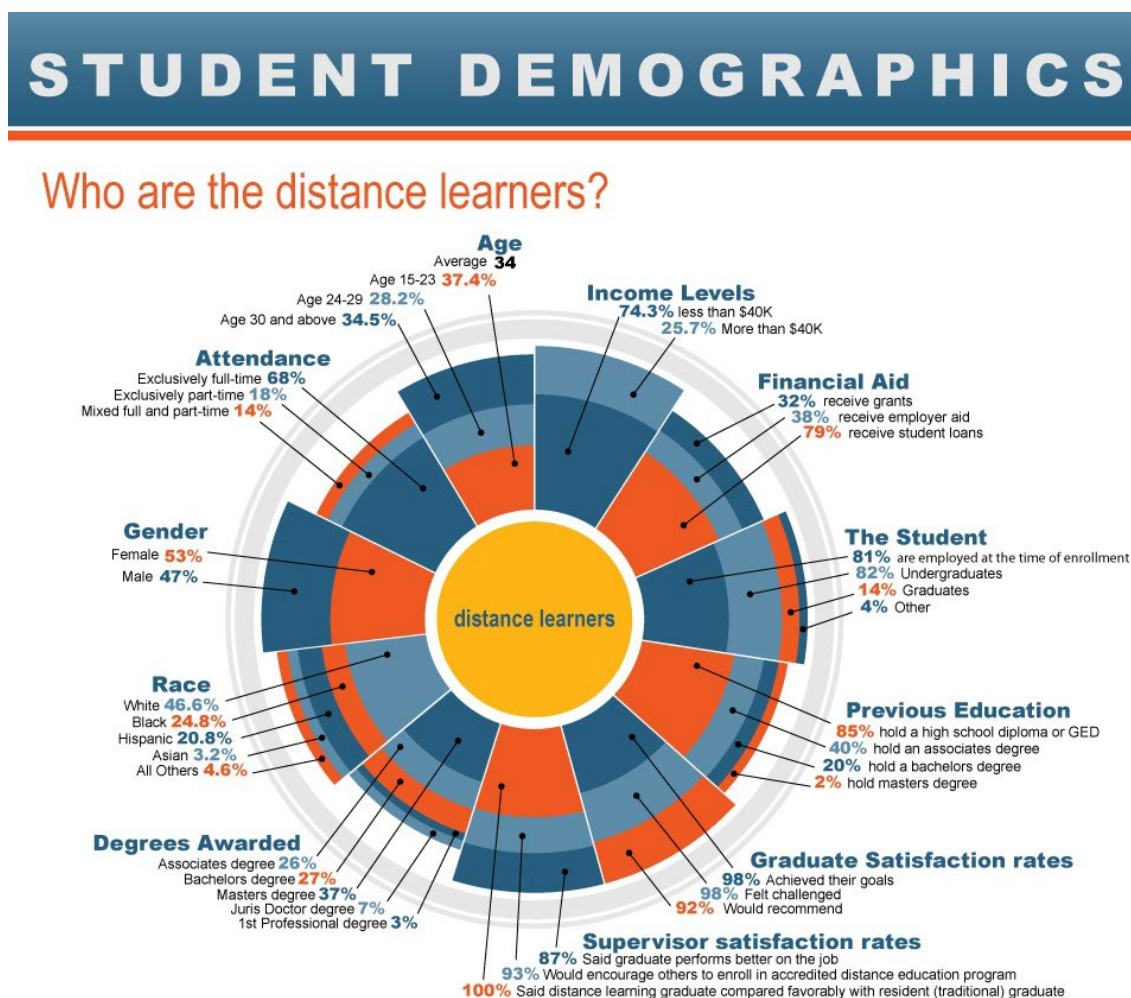 STUDENT DEMOGRAPHICS
Who are the distance learners?
Age
Average 34
Age 15-23 37.4%
Age 24-29 28.2%
Age 30 and above 34.5%
Income Levels
74.3% less than $40K
25.7% More than $40K
Attendance
Exclusively full-time 68%
Exclusively part-time 18%
Mixed full and part-time 14%
Financial Aid
32% receive grants
38% receive employer aid
79% receive student loans
Gender
Female 53%
Male 47%
The Student
81% are employed at the time of enrollment
82% Undergraduates
14% Graduates
4% Other
distance learners
Race
White 46.6%
Black 24.8%
Hispanic 20.8%
Asian 3.2%
All Others 4.6%
Previous Education
85% hold a high school diploma or GED
40% hold an associates degree
20% hold a bachelors degree
2% hold masters degree
Degrees Awarded
Associates degree 26%
Bachelors degree 27%
Masters degree 37%
Juris Doctor degree 7%
1st Professional degree 3%
Graduate Satisfaction rates
98% Achieved their goals
98% Felt challenged
92% Would recommend
Supervisor satisfaction rates
87% Said graduate performs better on the job
93% Would encourage others to enroll in accredited distance education program
100% Said distance learning graduate compared favorably with resident (traditional) graduate